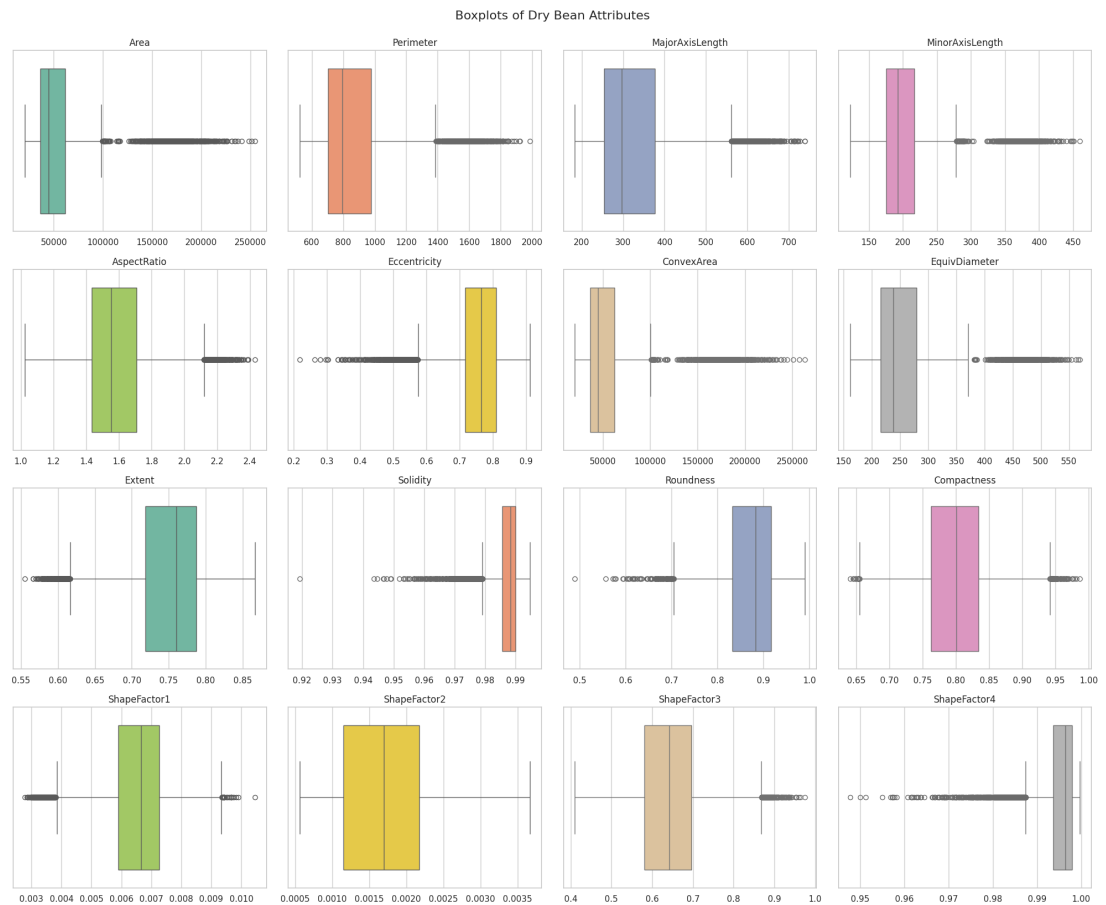 Boxplots of Dry Bean Attributes
Area Perimeter MajorAxisLength MinorAxisLength
50000 100000 150000 200000 250000 600 800 1000 1200 1400 1600 1800 2000 200 300 400 500 600 700 150 200 250 300 350 400 450
AspectRatio Eccentricity ConvexArea EquivDiameter
1.0 1.2 1.4 1.6 1.8 2.0 2.2 2.4 0.2 0.3 0.4 0.5 0.6 0.7 0.8 0.9 50000 100000 150000 200000 250000 150 200 250 300 350 400 450 500 550
Extent Solidity Roundness Compactness
0.55 0.60 0.65 0.70 0.75 0.80 0.85 0.92 0.93 0.94 0.95 0.96 0.97 0.98 0.99 0.5 0.6 0.7 0.8 0.9 1.0 0.65 0.70 0.75 0.80 0.85 0.90 0.95 1.00
ShapeFactor1 ShapeFactor2 ShapeFactor3 ShapeFactor4
0.003 0.004 0.005 0.006 0.007 0.008 0.009 0.010 0.0005 0.0010 0.0015 0.0020 0.0025 0.0030 0.0035 0.4 0.5 0.6 0.7 0.8 0.9 1.0 0.95 0.96 0.97 0.98 0.99 1.00